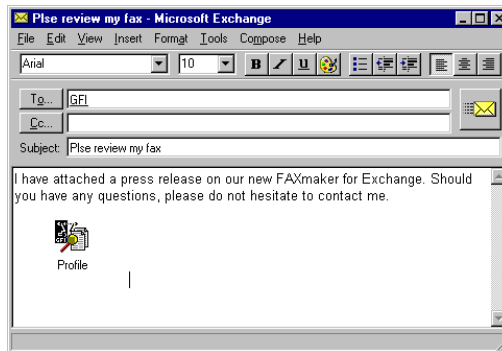 Plse review my fax - Microsoft Exchange
File Edit View Insert Format Tools Compose Help
Arial 10 B I U
To... GFI
Cc...
Subject: Plse review my fax
I have attached a press release on our new FAXmaker for Exchange. Should
you have any questions, please do not hesitate to contact me.
Profile